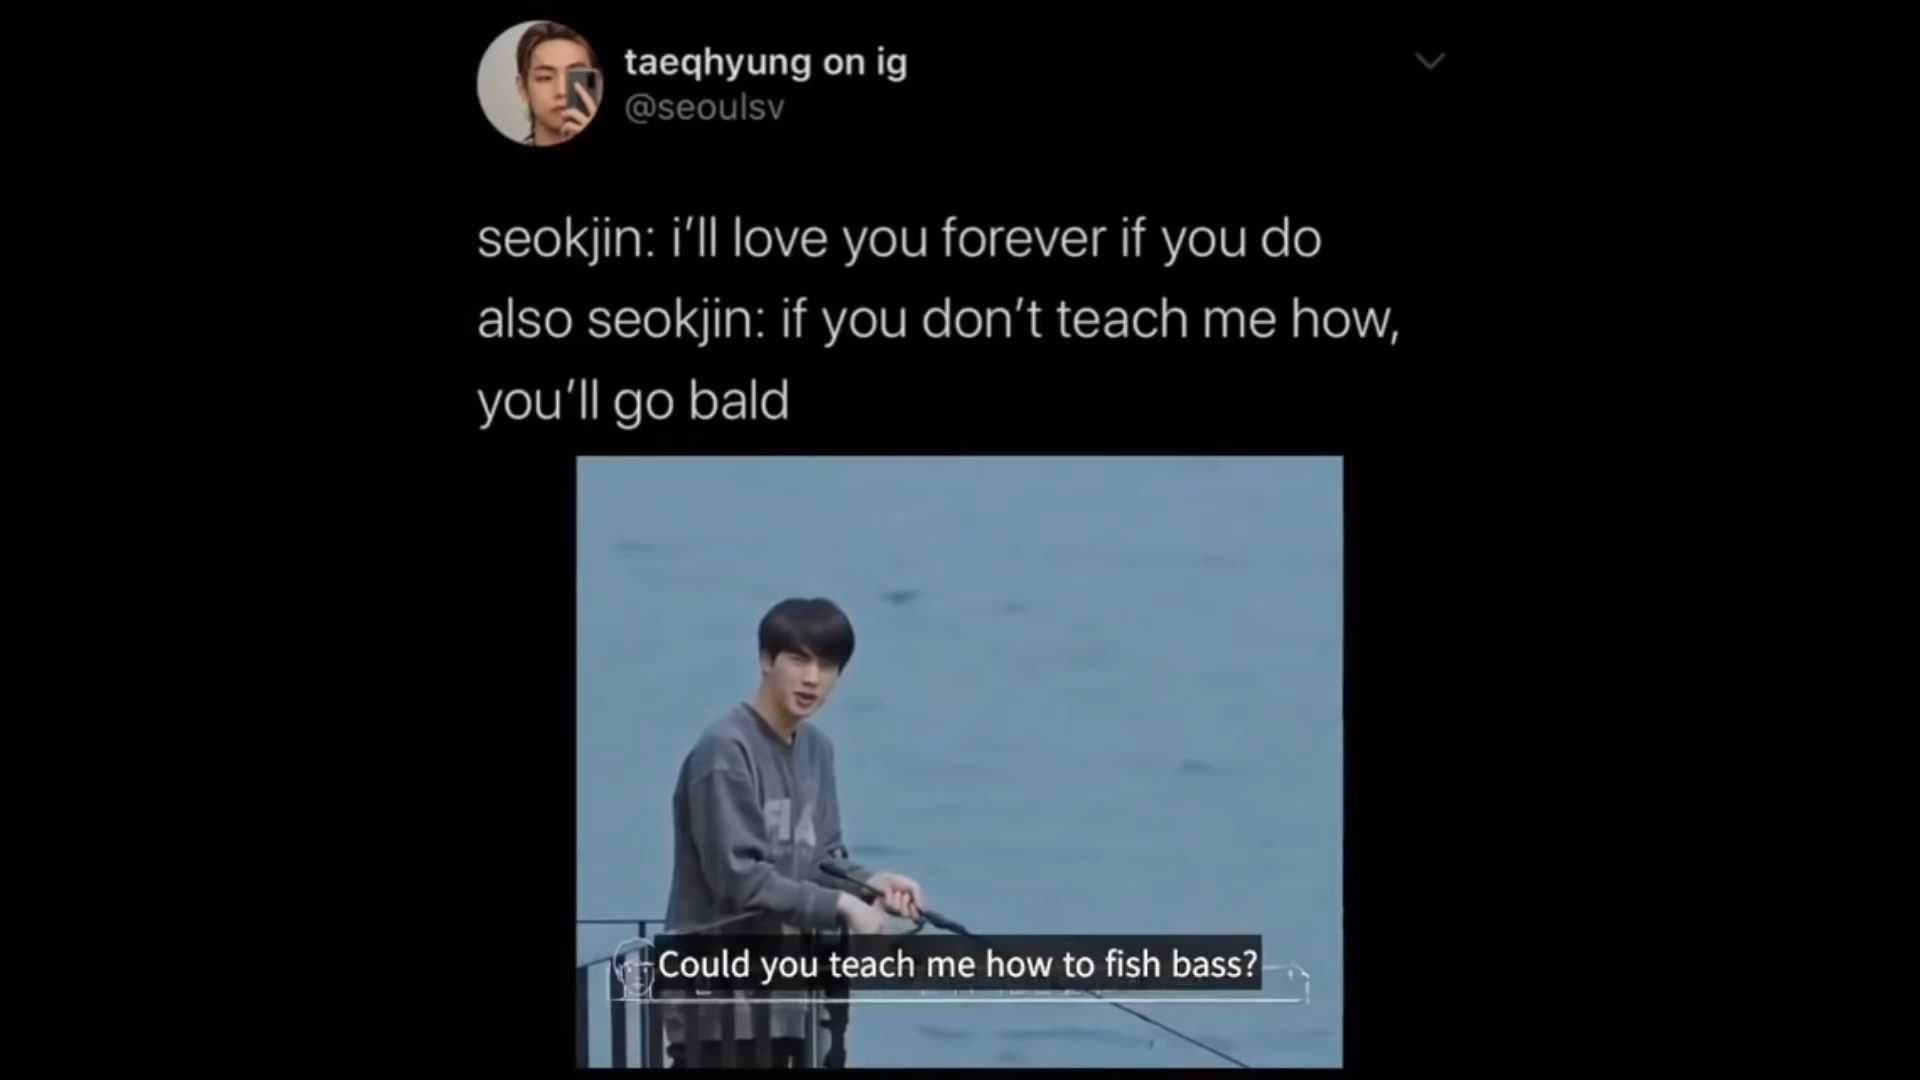 taeqhyung on ig
@seoulsv
seokjin: i’ll love you forever if you do
also seokjin: if you don’t teach me how,
you’ll go bald
Could you teach me how to fish bass?